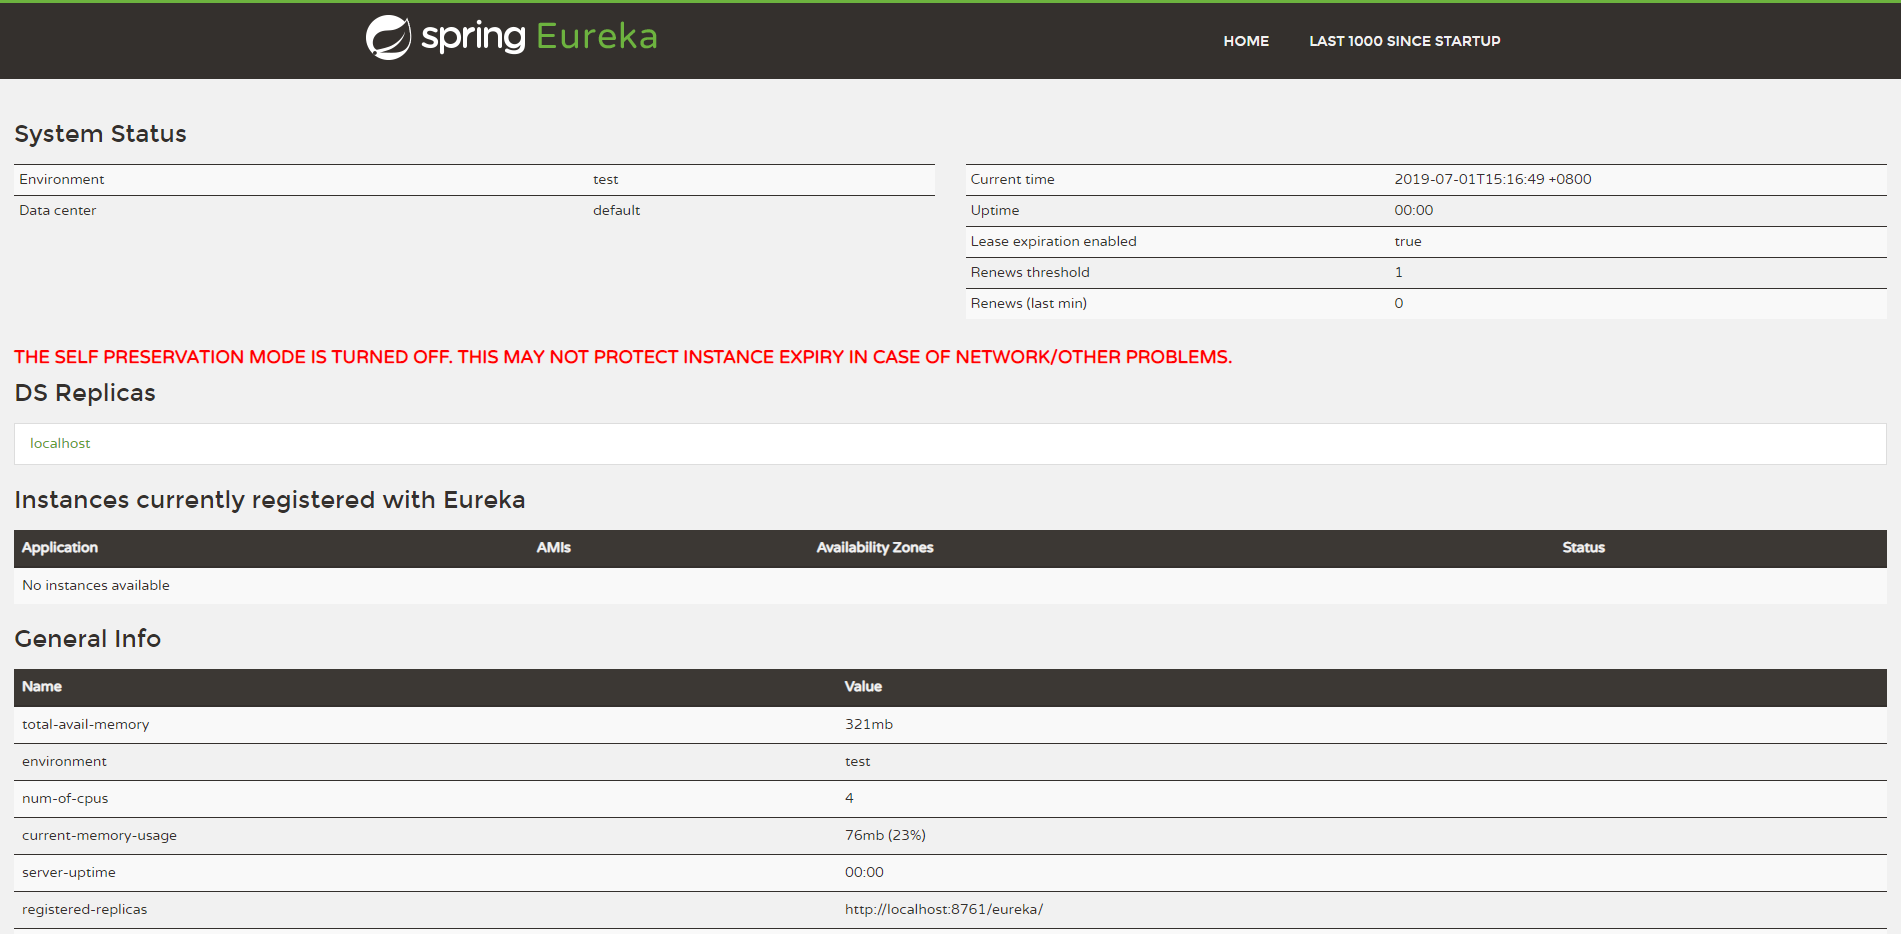 spring Eureka
HOME LAST 1000 SINCE STARTUP
System Status
Environment test
Data center default
Current time 2019-07-01T15:16:49 +0800
Uptime 00:00
Lease expiration enabled true
Renews threshold 1
Renews (last min) 0
THE SELF PRESERVATION MODE IS TURNED OFF. THIS MAY NOT PROTECT INSTANCE EXPIRY IN CASE OF NETWORK/OTHER PROBLEMS.
DS Replicas
localhost
Instances currently registered with Eureka
Application AMIs Availability Zones Status
No instances available
General Info
Name Value
total-avail-memory 321mb
environment test
num-of-cpus 4
current-memory-usage 76mb (23%)
server-uptime 00:00
registered-replicas http://localhost:8761/eureka/